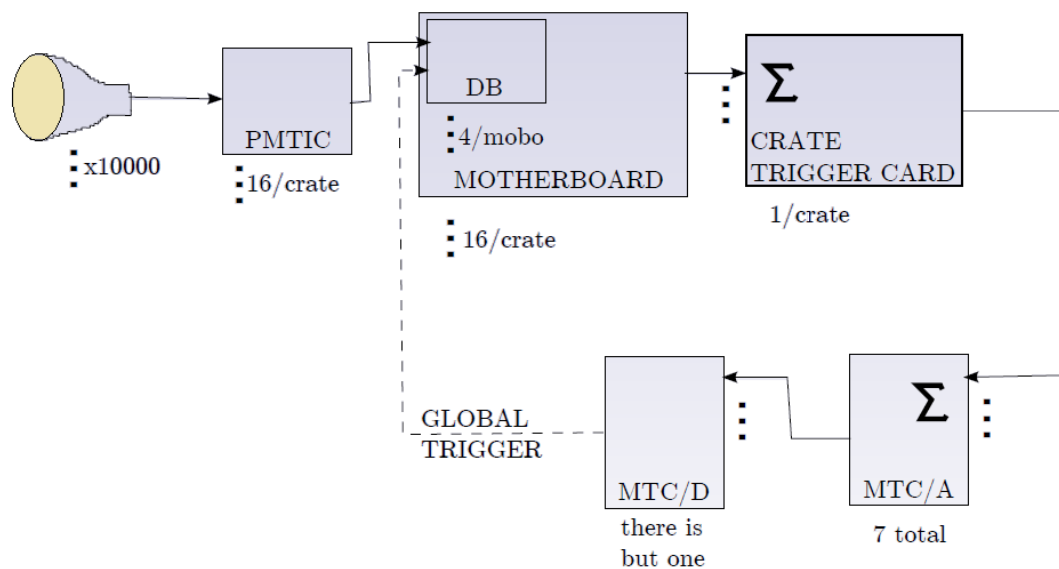 x10000
PMTIC
16/crate
DB
4/mobo
MOTHERBOARD
16/crate
Σ
CRATE
TRIGGER CARD
1/crate
GLOBAL
TRIGGER
MTC/D
there is
but one
Σ
MTC/A
7 total